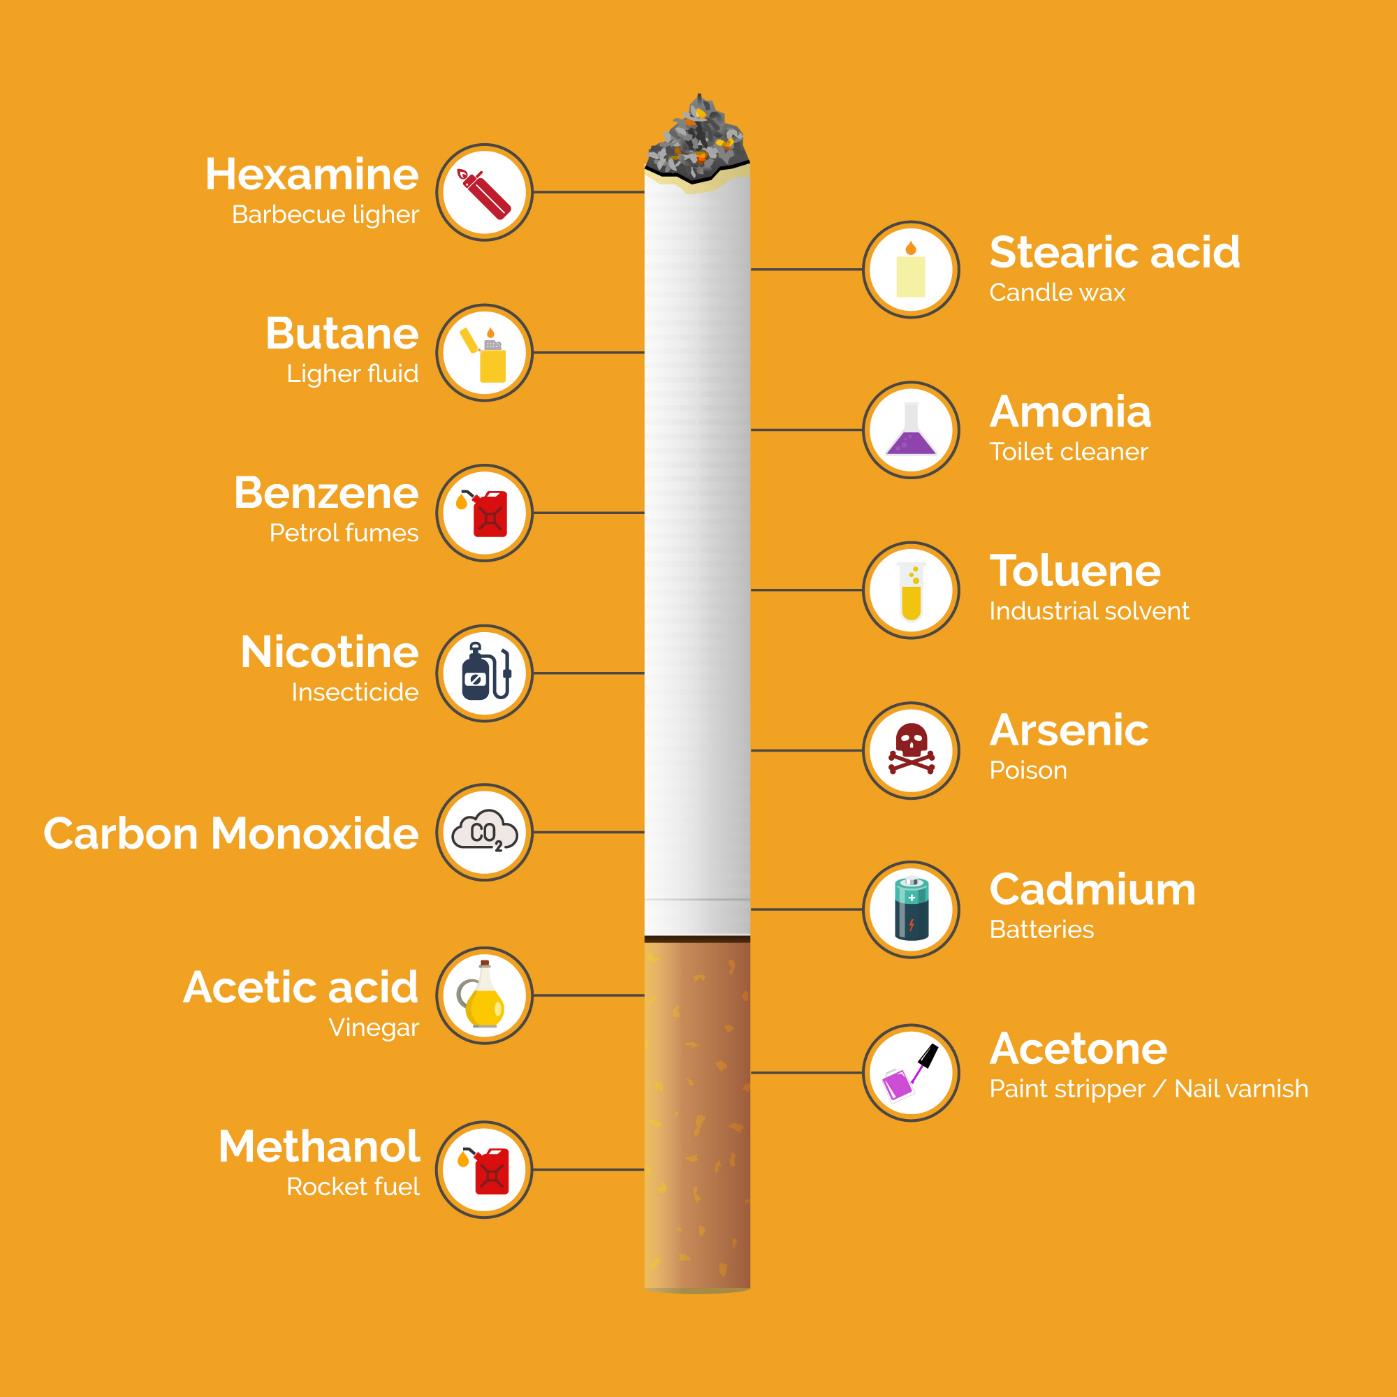 Hexamine
Barbecue ligher
Butane
Ligher fluid
Benzene
Petrol fumes
Nicotine
Insecticide
Carbon Monoxide
CO2
Acetic acid
Vinegar
Methanol
Rocket fuel
Stearic acid
Candle wax
Amonia
Toilet cleaner
Toluene
Industrial solvent
Arsenic
Poison
Cadmium
Batteries
Acetone
Paint stripper / Nail varnish